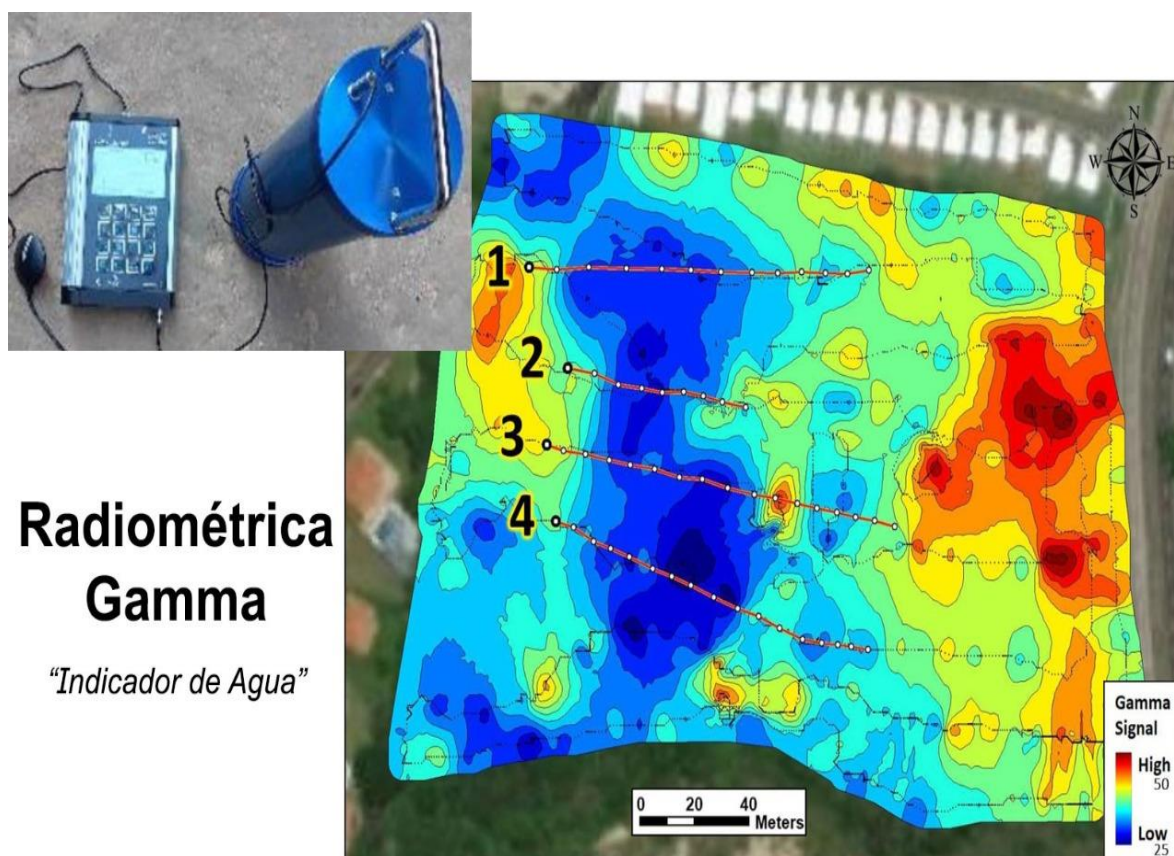 N
W E
S
1
2
3
4
Radiométrica
Gamma
“Indicador de Agua”
Gamma
Signal
High
50
Low
25
0 20 40
Meters